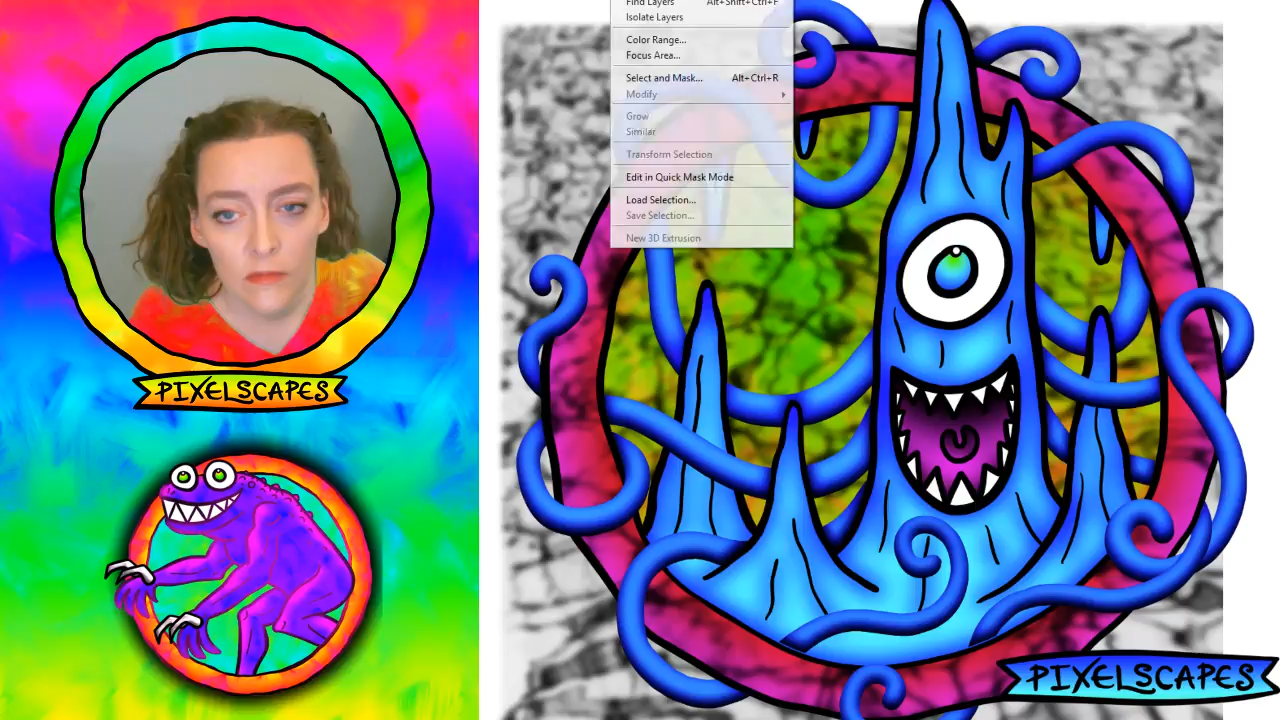 PIXELSCAPES
Find Layers Alt+Shift+Ctrl+F
Isolate Layers
Color Range...
Focus Area...
Select and Mask... Alt+Ctrl+R
Modify
Grow
Similar
Transform Selection
Edit in Quick Mask Mode
Load Selection...
Save Selection...
New 3D Extrusion
PIXELSCAPES